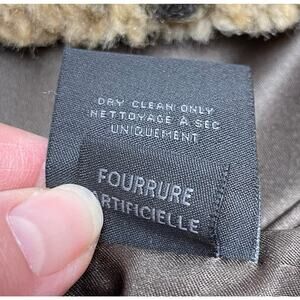 DRY CLEAN ONLY
NETTOYAGE À SEC
UNIQUEMENT
FOURRURE
ARTIFICIELLE